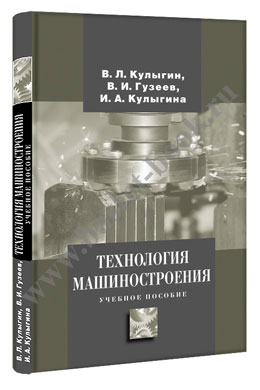 В. Л. Кулыгин,
В. И. Гузеев,
И. А. Кулыгина
ТЕХНОЛОГИЯ
МАШИНОСТРОЕНИЯ
УЧЕБНОЕ ПОСОБИЕ
ТЕХНОЛОГИЯ МАШИНОСТРОЕНИЯ
УЧЕБНОЕ ПОСОБИЕ
В. Л. Кулыгин, В. И. Гузеев,
И. А. Кулыгина